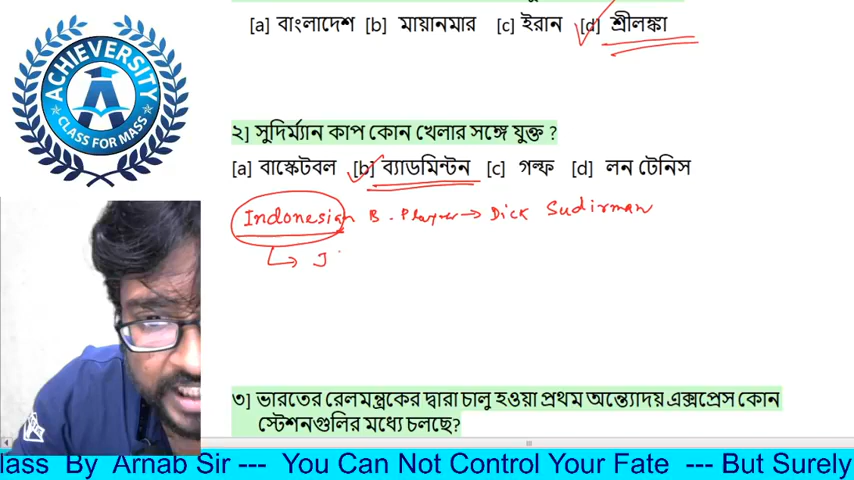 [a] বাংলাদেশ [b] মায়ানমার [c] ইরান [d] শ্রীলঙ্কা
ACHIEVERSITY
A
CLASS FOR MASS
২] সুদির্ম্যান কাপ কোন খেলার সঙ্গে যুক্ত ?
[a] বাস্কেটবল [b] ব্যাডমিন্টন [c] গল্ফ [d] লন টেনিস
Indonesian B. Player → Dick Sudirman
J
৩] ভারতের রেলমন্ত্রকের দ্বারা চালু হওয়া প্রথম অন্ত্যোদয় এক্সপ্রেস কোন
স্টেশনগুলির মধ্যে চলছে?
lass By Arnab Sir --- You Can Not Control Your Fate --- But Surely